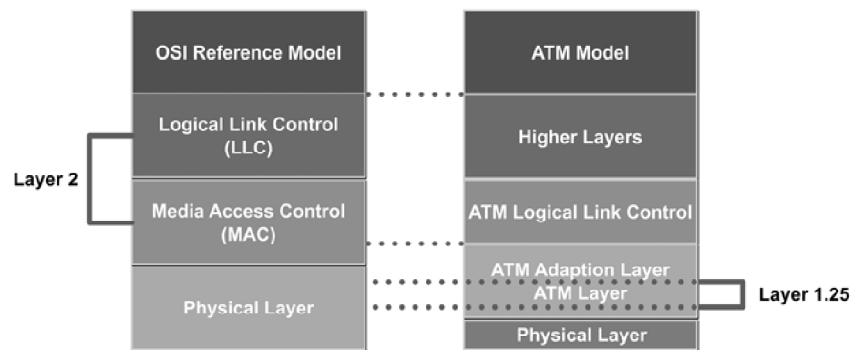 OSI Reference Model
Logical Link Control
(LLC)
Layer 2
Media Access Control
(MAC)
Physical Layer
ATM Model
Higher Layers
ATM Logical Link Control
ATM Adaption Layer
ATM Layer
Layer 1.25
Physical Layer